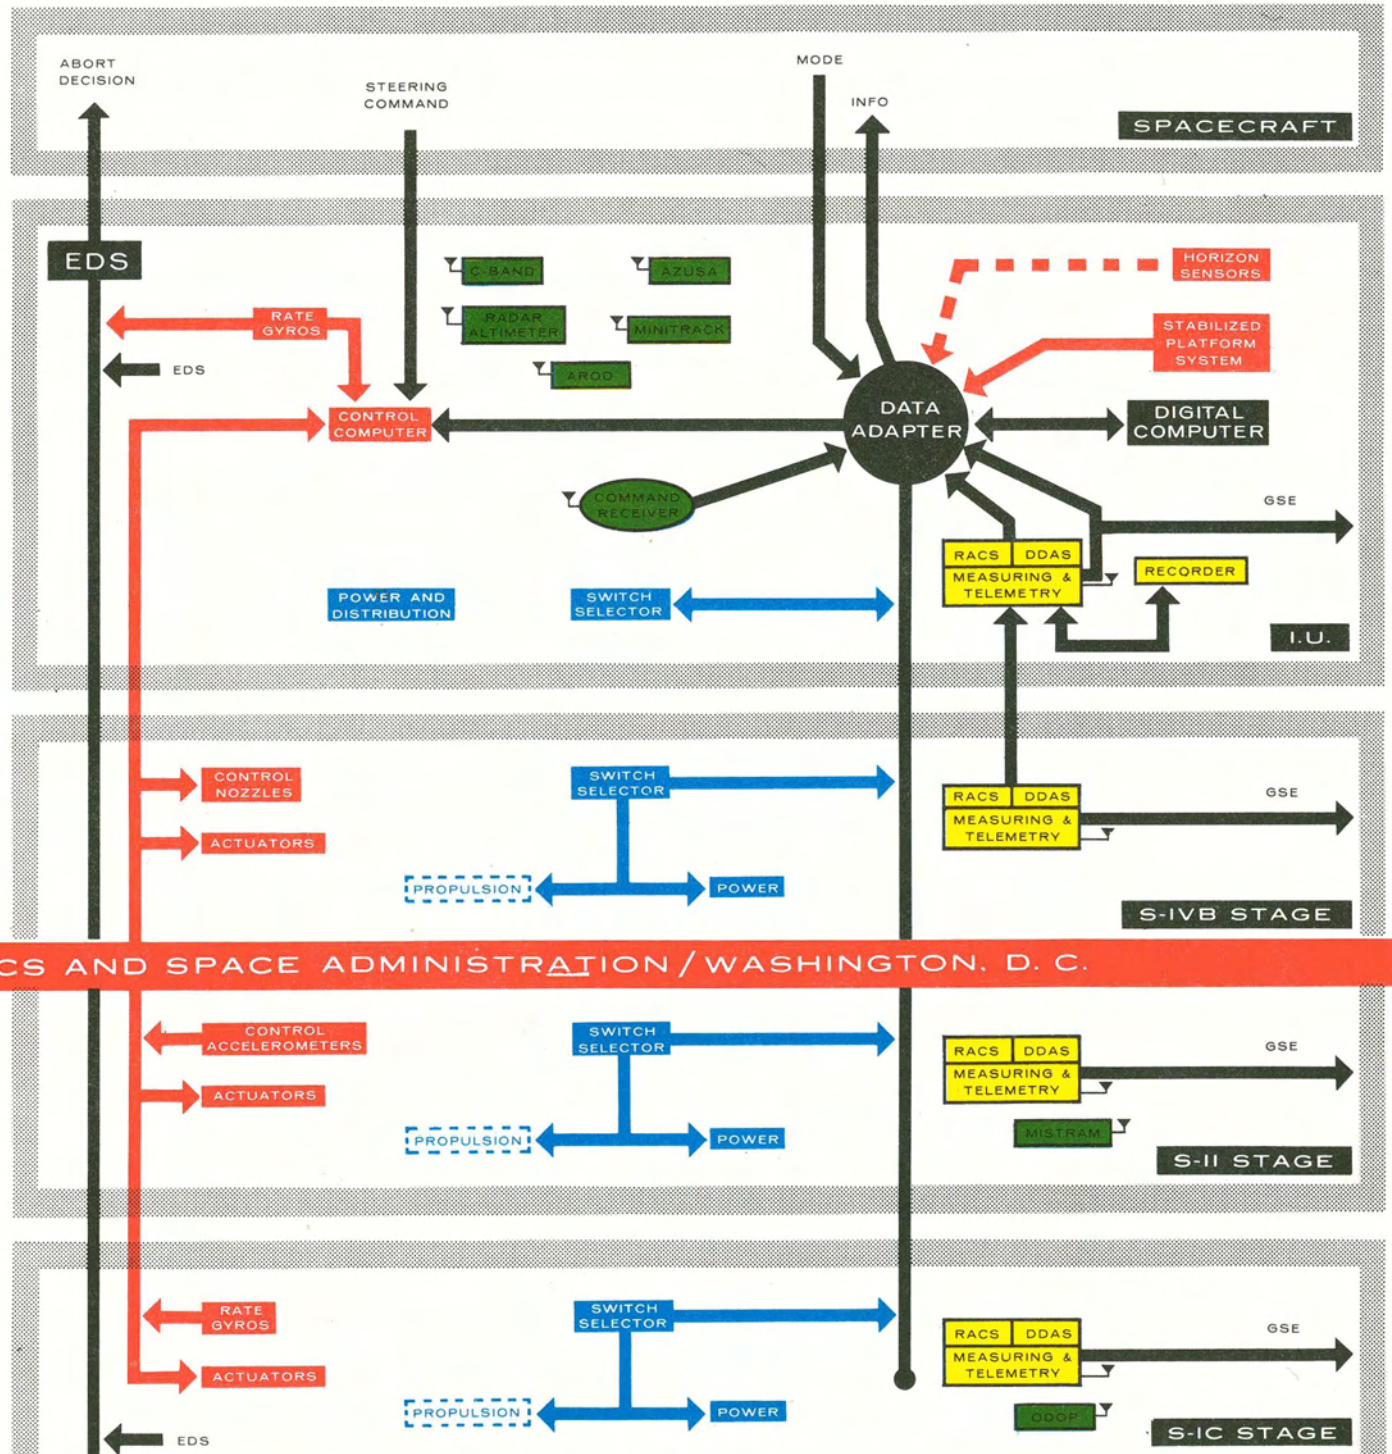 ABORT
DECISION
STEERING
COMMAND
MODE
INFO
SPACECRAFT
EDS
C-BAND
AZUSA
HORIZON
SENSORS
RATE
GYROS
RADAR
ALTIMETER
MINITRACK
STABILIZED
PLATFORM
SYSTEM
EDS
AROD
CONTROL
COMPUTER
DATA
ADAPTER
DIGITAL
COMPUTER
COMMAND
RECEIVER
GSE
RACS DDAS
MEASURING &
TELEMETRY
RECORDER
POWER AND
DISTRIBUTION
SWITCH
SELECTOR
I.U.
CONTROL
NOZZLES
SWITCH
SELECTOR
RACS DDAS
MEASURING &
TELEMETRY
GSE
ACTUATORS
PROPULSION
POWER
S-IVB STAGE
CS AND SPACE ADMINISTRATION/WASHINGTON, D. C.
CONTROL
ACCELEROMETERS
SWITCH
SELECTOR
RACS DDAS
MEASURING &
TELEMETRY
GSE
ACTUATORS
PROPULSION
POWER
MISTRAM
S-II STAGE
RATE
GYROS
SWITCH
SELECTOR
RACS DDAS
MEASURING &
TELEMETRY
GSE
ACTUATORS
PROPULSION
POWER
ODOP
S-IC STAGE
EDS